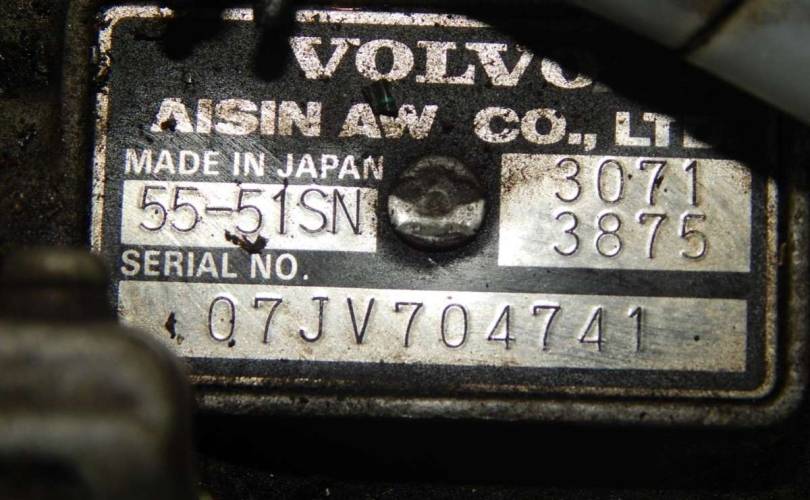 VOLVO
AISIN AW CO., LTD
MADE IN JAPAN
55-51SN
3071
3875
SERIAL NO.
07JV704741